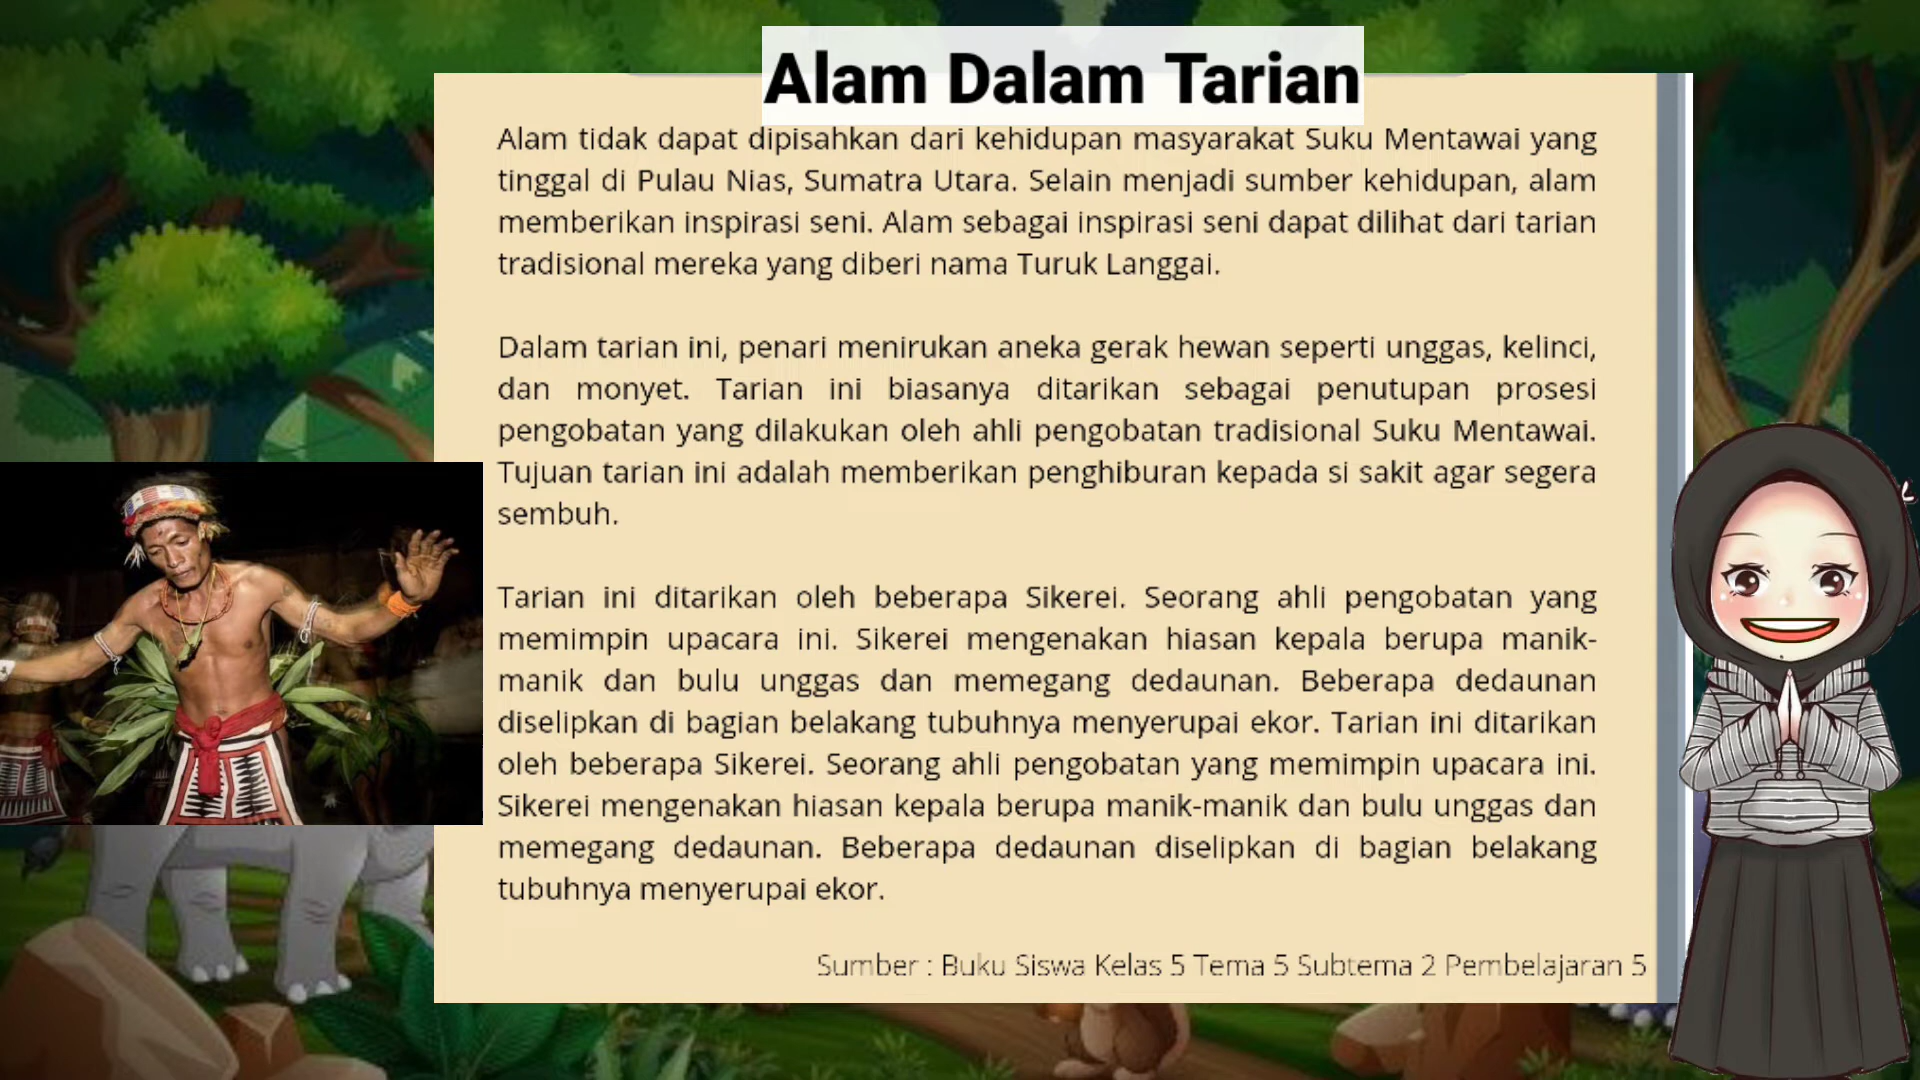 Alam Dalam Tarian
Alam tidak dapat dipisahkan dari kehidupan masyarakat Suku Mentawai yang
tinggal di Pulau Nias, Sumatra Utara. Selain menjadi sumber kehidupan, alam
memberikan inspirasi seni. Alam sebagai inspirasi seni dapat dilihat dari tarian
tradisional mereka yang diberi nama Turuk Langgai.
Dalam tarian ini, penari menirukan aneka gerak hewan seperti unggas, kelinci,
dan monyet. Tarian ini biasanya ditarikan sebagai penutupan prosesi
pengobatan yang dilakukan oleh ahli pengobatan tradisional Suku Mentawai.
Tujuan tarian ini adalah memberikan penghiburan kepada si sakit agar segera
sembuh.
Tarian ini ditarikan oleh beberapa Sikerei. Seorang ahli pengobatan yang
memimpin upacara ini. Sikerei mengenakan hiasan kepala berupa manik-
manik dan bulu unggas dan memegang dedaunan. Beberapa dedaunan
diselipkan di bagian belakang tubuhnya menyerupai ekor. Tarian ini ditarikan
oleh beberapa Sikerei. Seorang ahli pengobatan yang memimpin upacara ini.
Sikerei mengenakan hiasan kepala berupa manik-manik dan bulu unggas dan
memegang dedaunan. Beberapa dedaunan diselipkan di bagian belakang
tubuhnya menyerupai ekor.
Sumber : Buku Siswa Kelas 5 Tema 5 Subtema 2 Pembelajaran 5